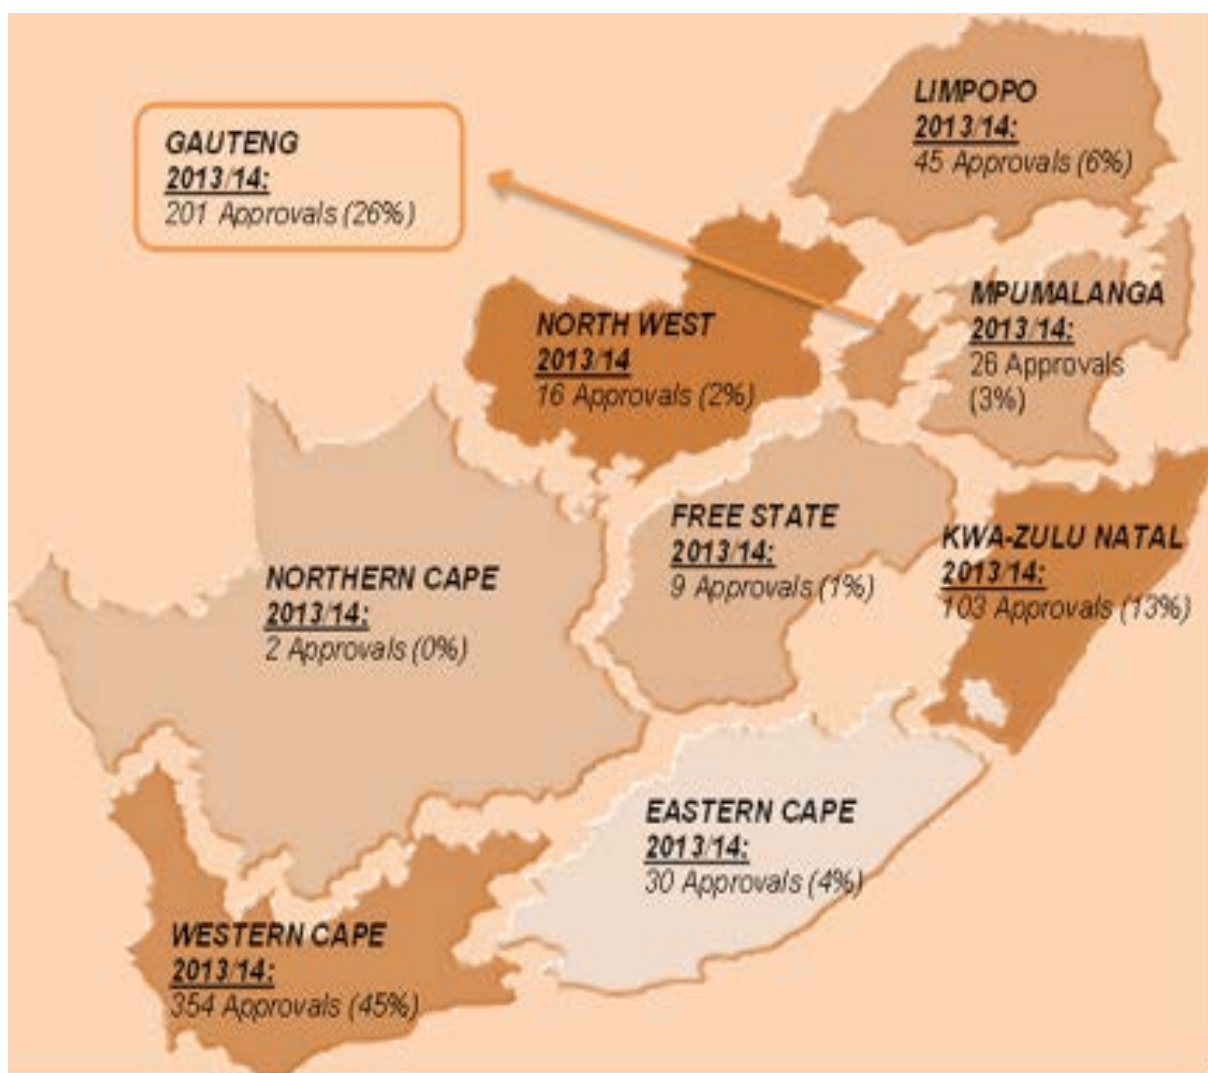 LIMPOPO
2013/14:
45 Approvals (6%)
GAUTENG
2013/14:
201 Approvals (26%)
MPUMALANGA
2013/14:
26 Approvals
(3%)
NORTH WEST
2013/14
16 Approvals (2%)
FREE STATE
2013/14:
9 Approvals (1%)
KWA-ZULU NATAL
2013/14:
103 Approvals (13%)
NORTHERN CAPE
2013/14:
2 Approvals (0%)
EASTERN CAPE
2013/14:
30 Approvals (4%)
WESTERN CAPE
2013/14:
354 Approvals (45%)